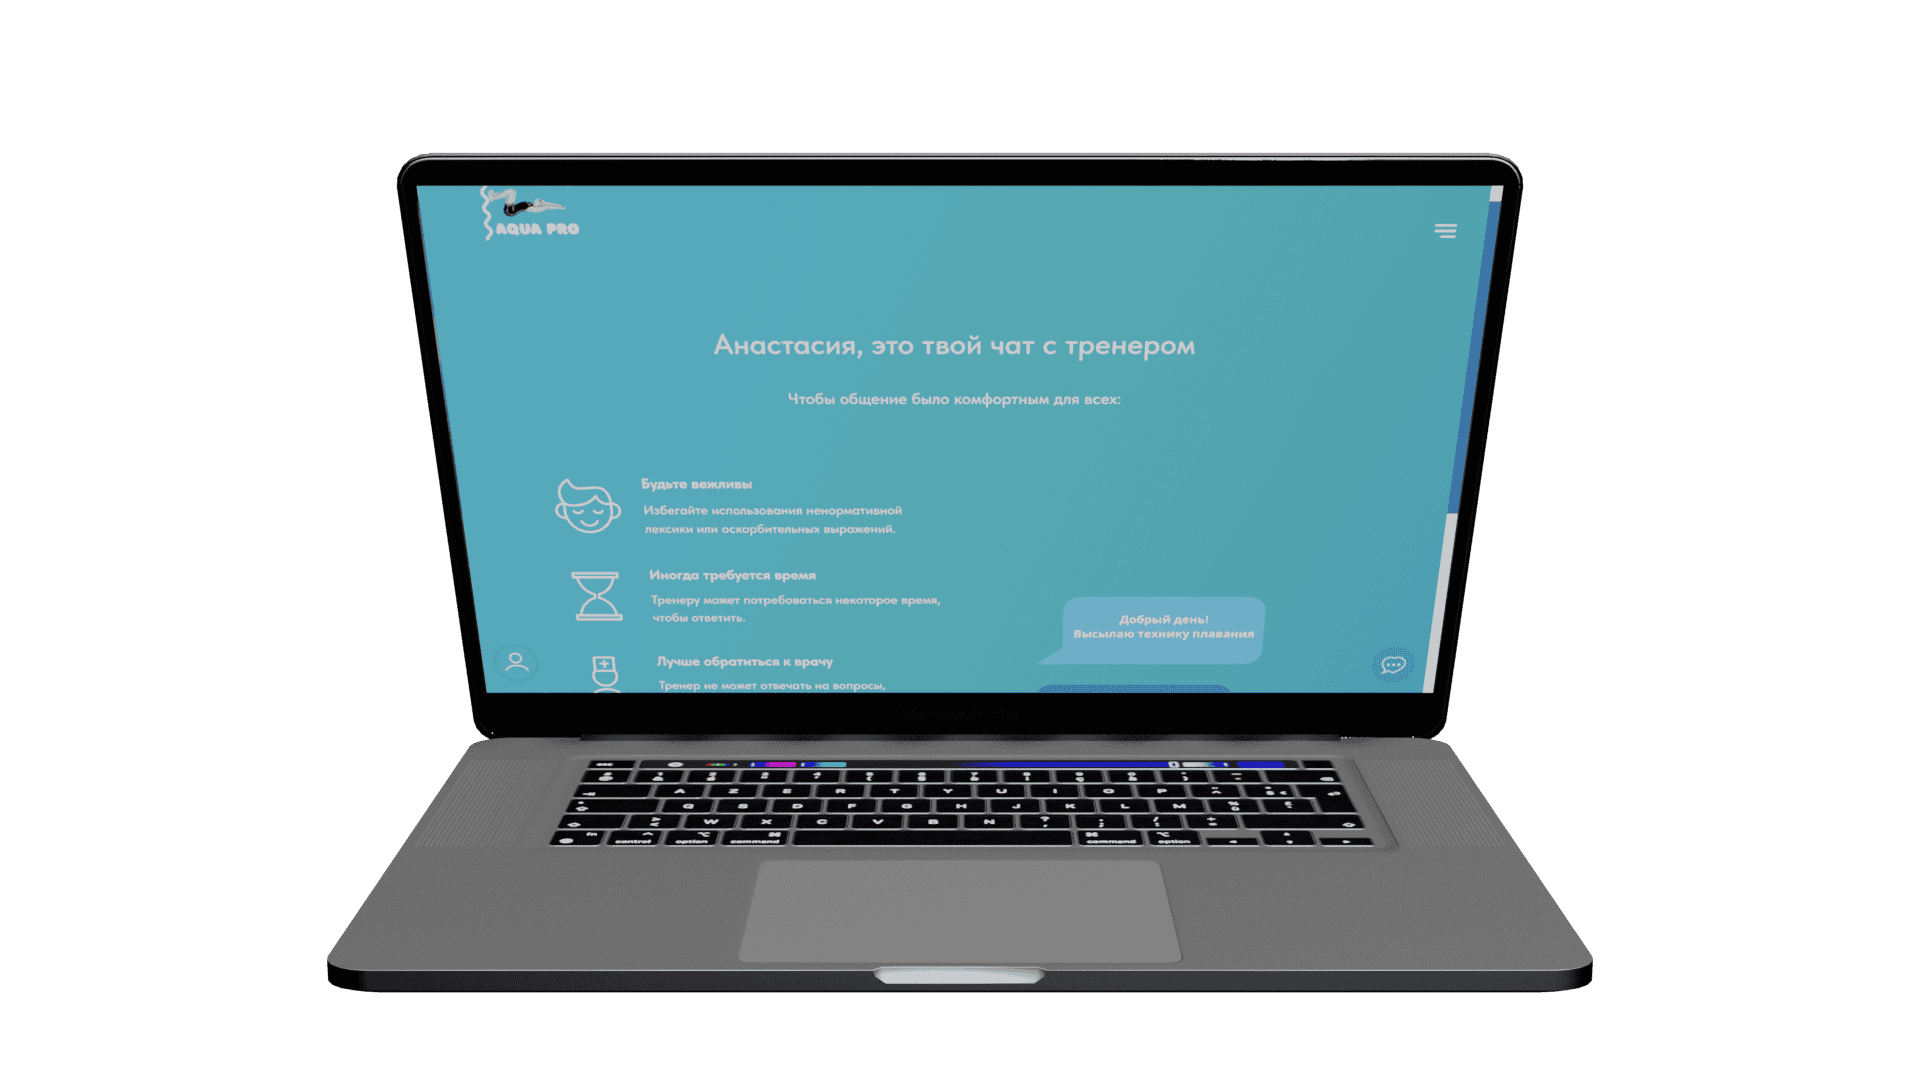 AQUA PRO
Анастасия, это твой чат с тренером
Чтобы общение было комфортным для всех:
Будьте вежливы
Избегайте использования ненормативной
лексики или оскорбительных выражений.
Иногда требуется время
Тренеру может потребоваться некоторое время,
чтобы ответить.
Лучше обратиться к врачу
Тренер не может отвечать на вопросы,
Добрый день!
Высылаю технику плавания
A Z E R T Y U I O P
Q S D F G H J K L M
W X C V B N ? ; / +
fn control option command command option